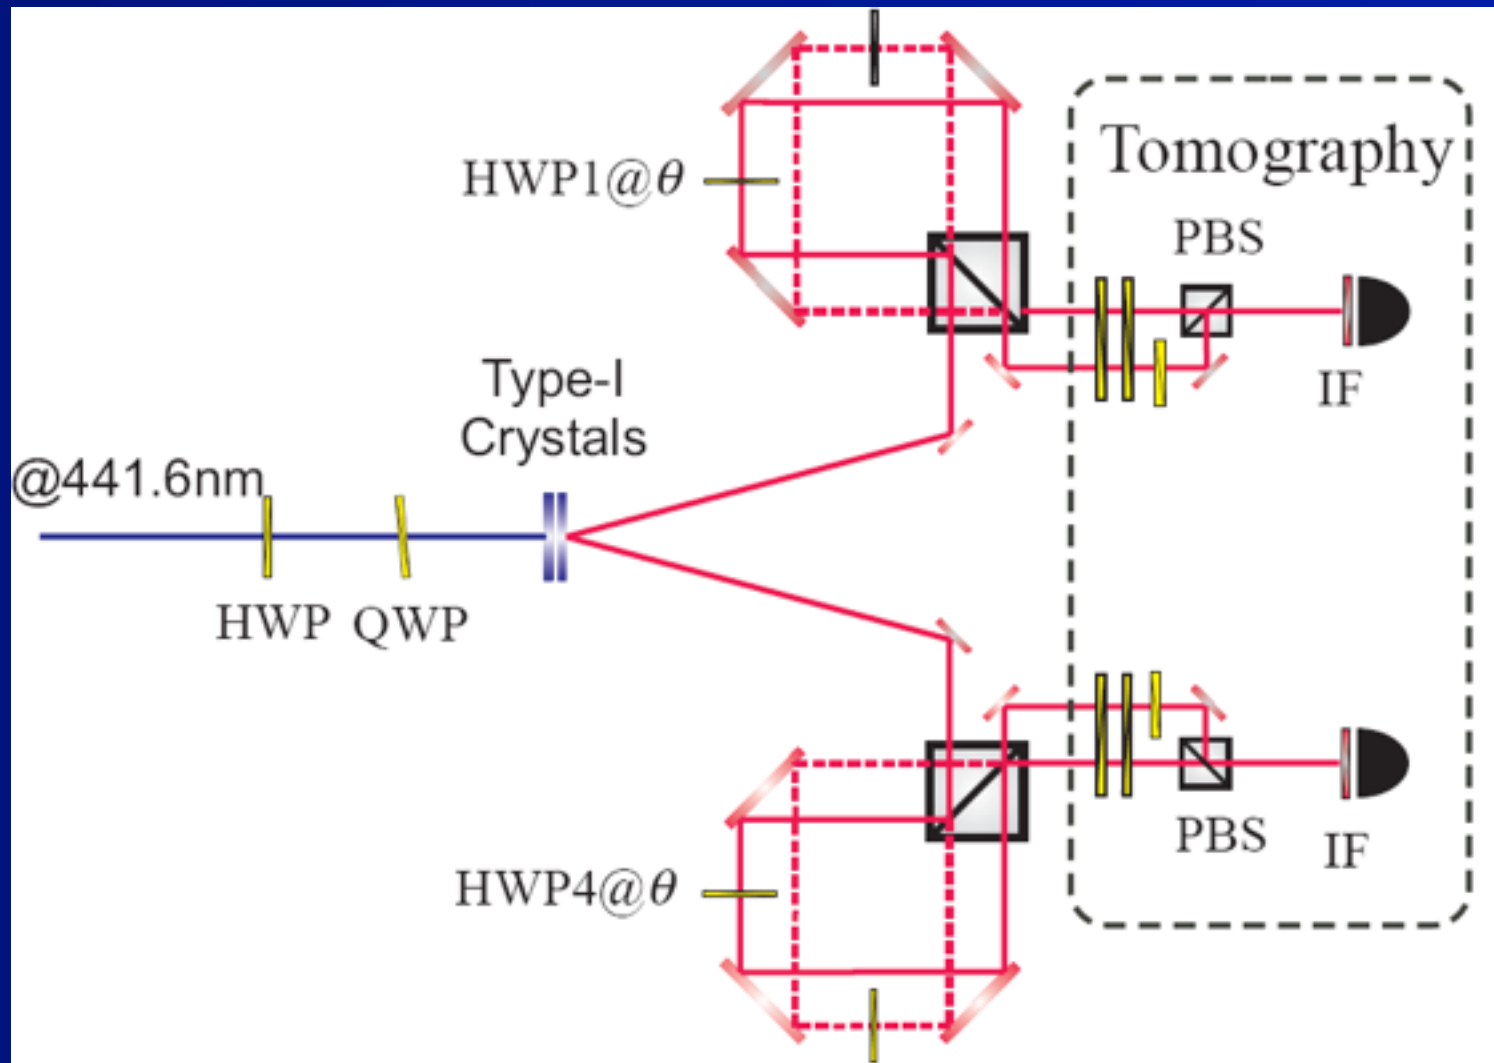 HWP1@θ
Tomography
PBS
IF
Type-I
Crystals
@441.6nm
HWP
QWP
HWP4@θ
PBS
IF